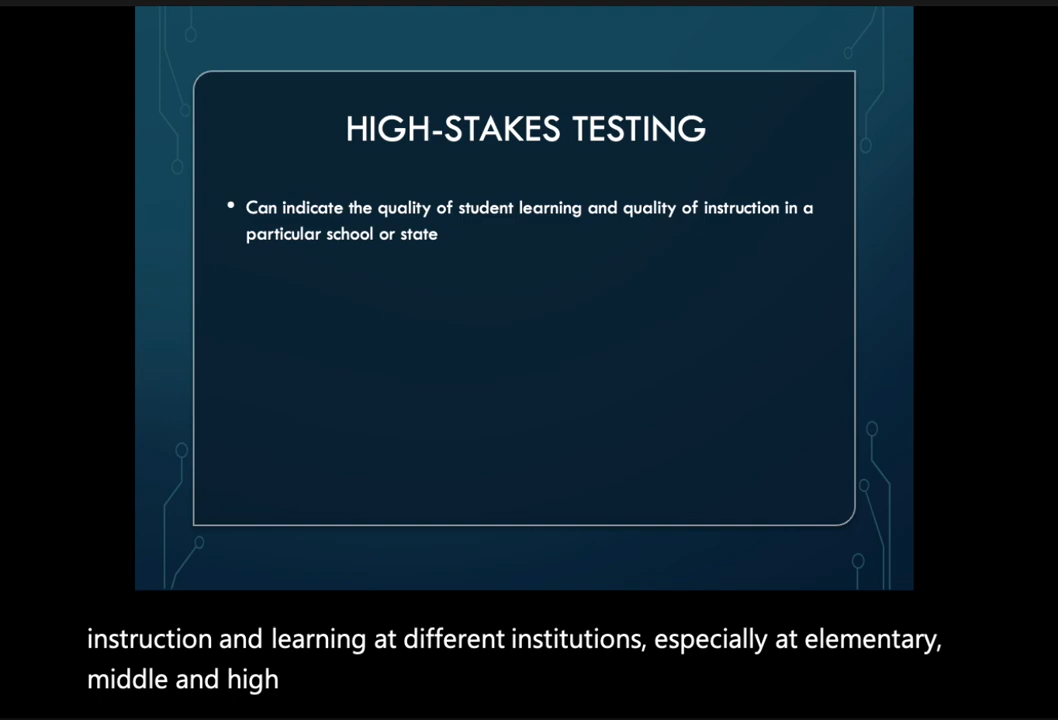 HIGH-STAKES TESTING
• Can indicate the quality of student learning and quality of instruction in a
particular school or state
instruction and learning at different institutions, especially at elementary,
middle and high